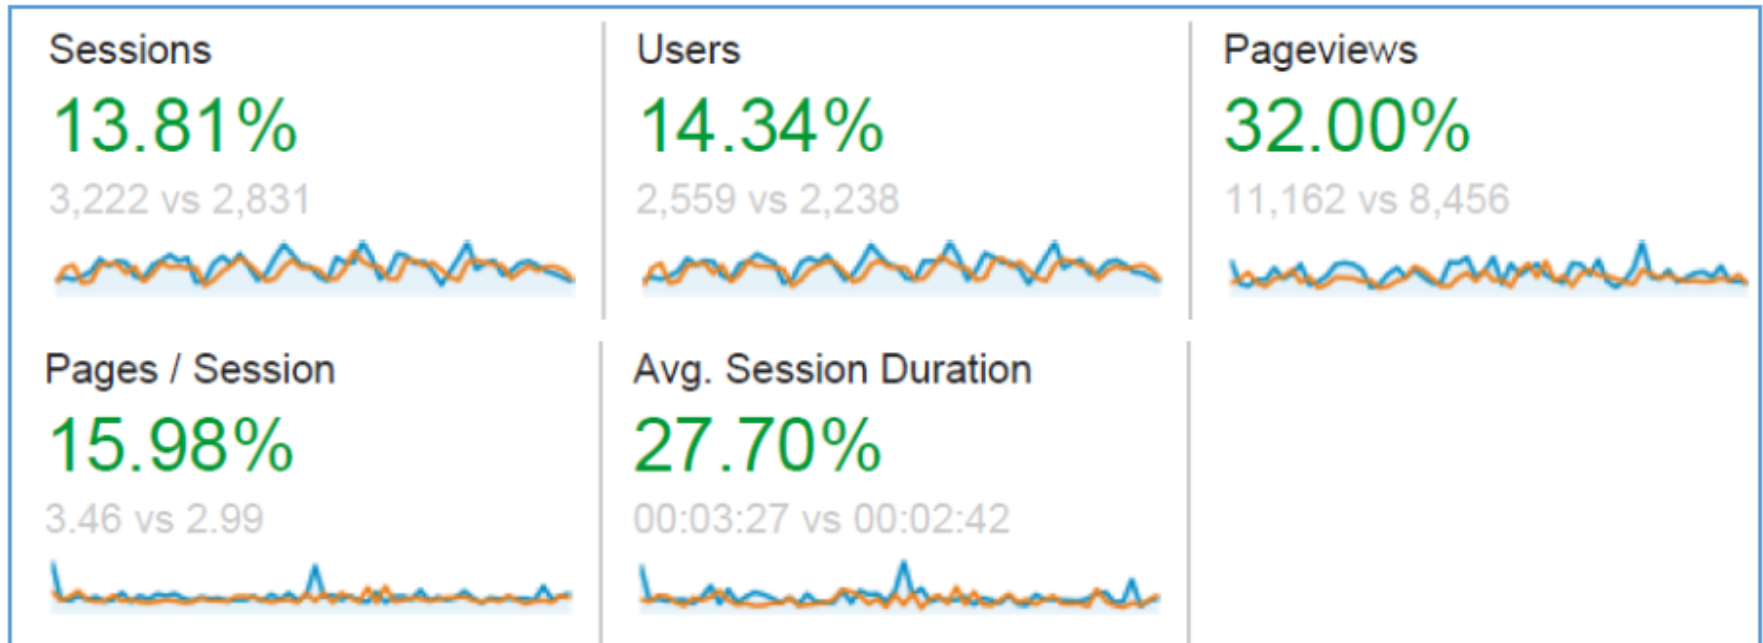 Sessions
13.81%
3,222 vs 2,831
Users
14.34%
2,559 vs 2,238
Pageviews
32.00%
11,162 vs 8,456
Pages / Session
15.98%
3.46 vs 2.99
Avg. Session Duration
27.70%
00:03:27 vs 00:02:42